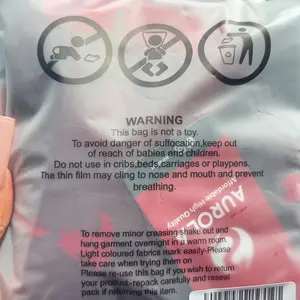 WARNING
This bag is not a toy.
To avoid danger of suffocation,keep out
of reach of babies and children.
Do not use in cribs,beds,carriages or playpens.
The thin film may cling to nose and mouth and prevent
breathing.
AUROL
Affordable High Quality
To remove minor creasing shake out and
hang garment overnight in a warm room.
Light coloured fabrics mark easily-Please
take care when trying them on
Please re-use this bag if you wish to return
your product-repack carefully and reseal
pack if returning this item.